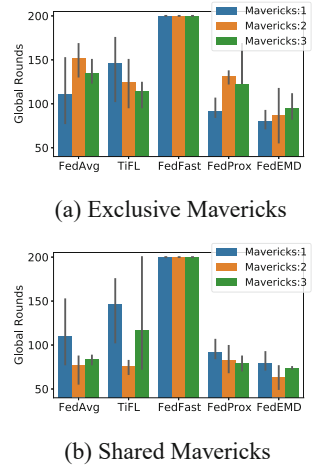 Mavericks:1
Mavericks:2
Mavericks:3
Global Rounds
200
150
100
50
FedAvg TiFL FedFast FedProx FedEMD
(a) Exclusive Mavericks
Mavericks:1
Mavericks:2
Mavericks:3
Global Rounds
200
150
100
50
FedAvg TiFL FedFast FedProx FedEMD
(b) Shared Mavericks